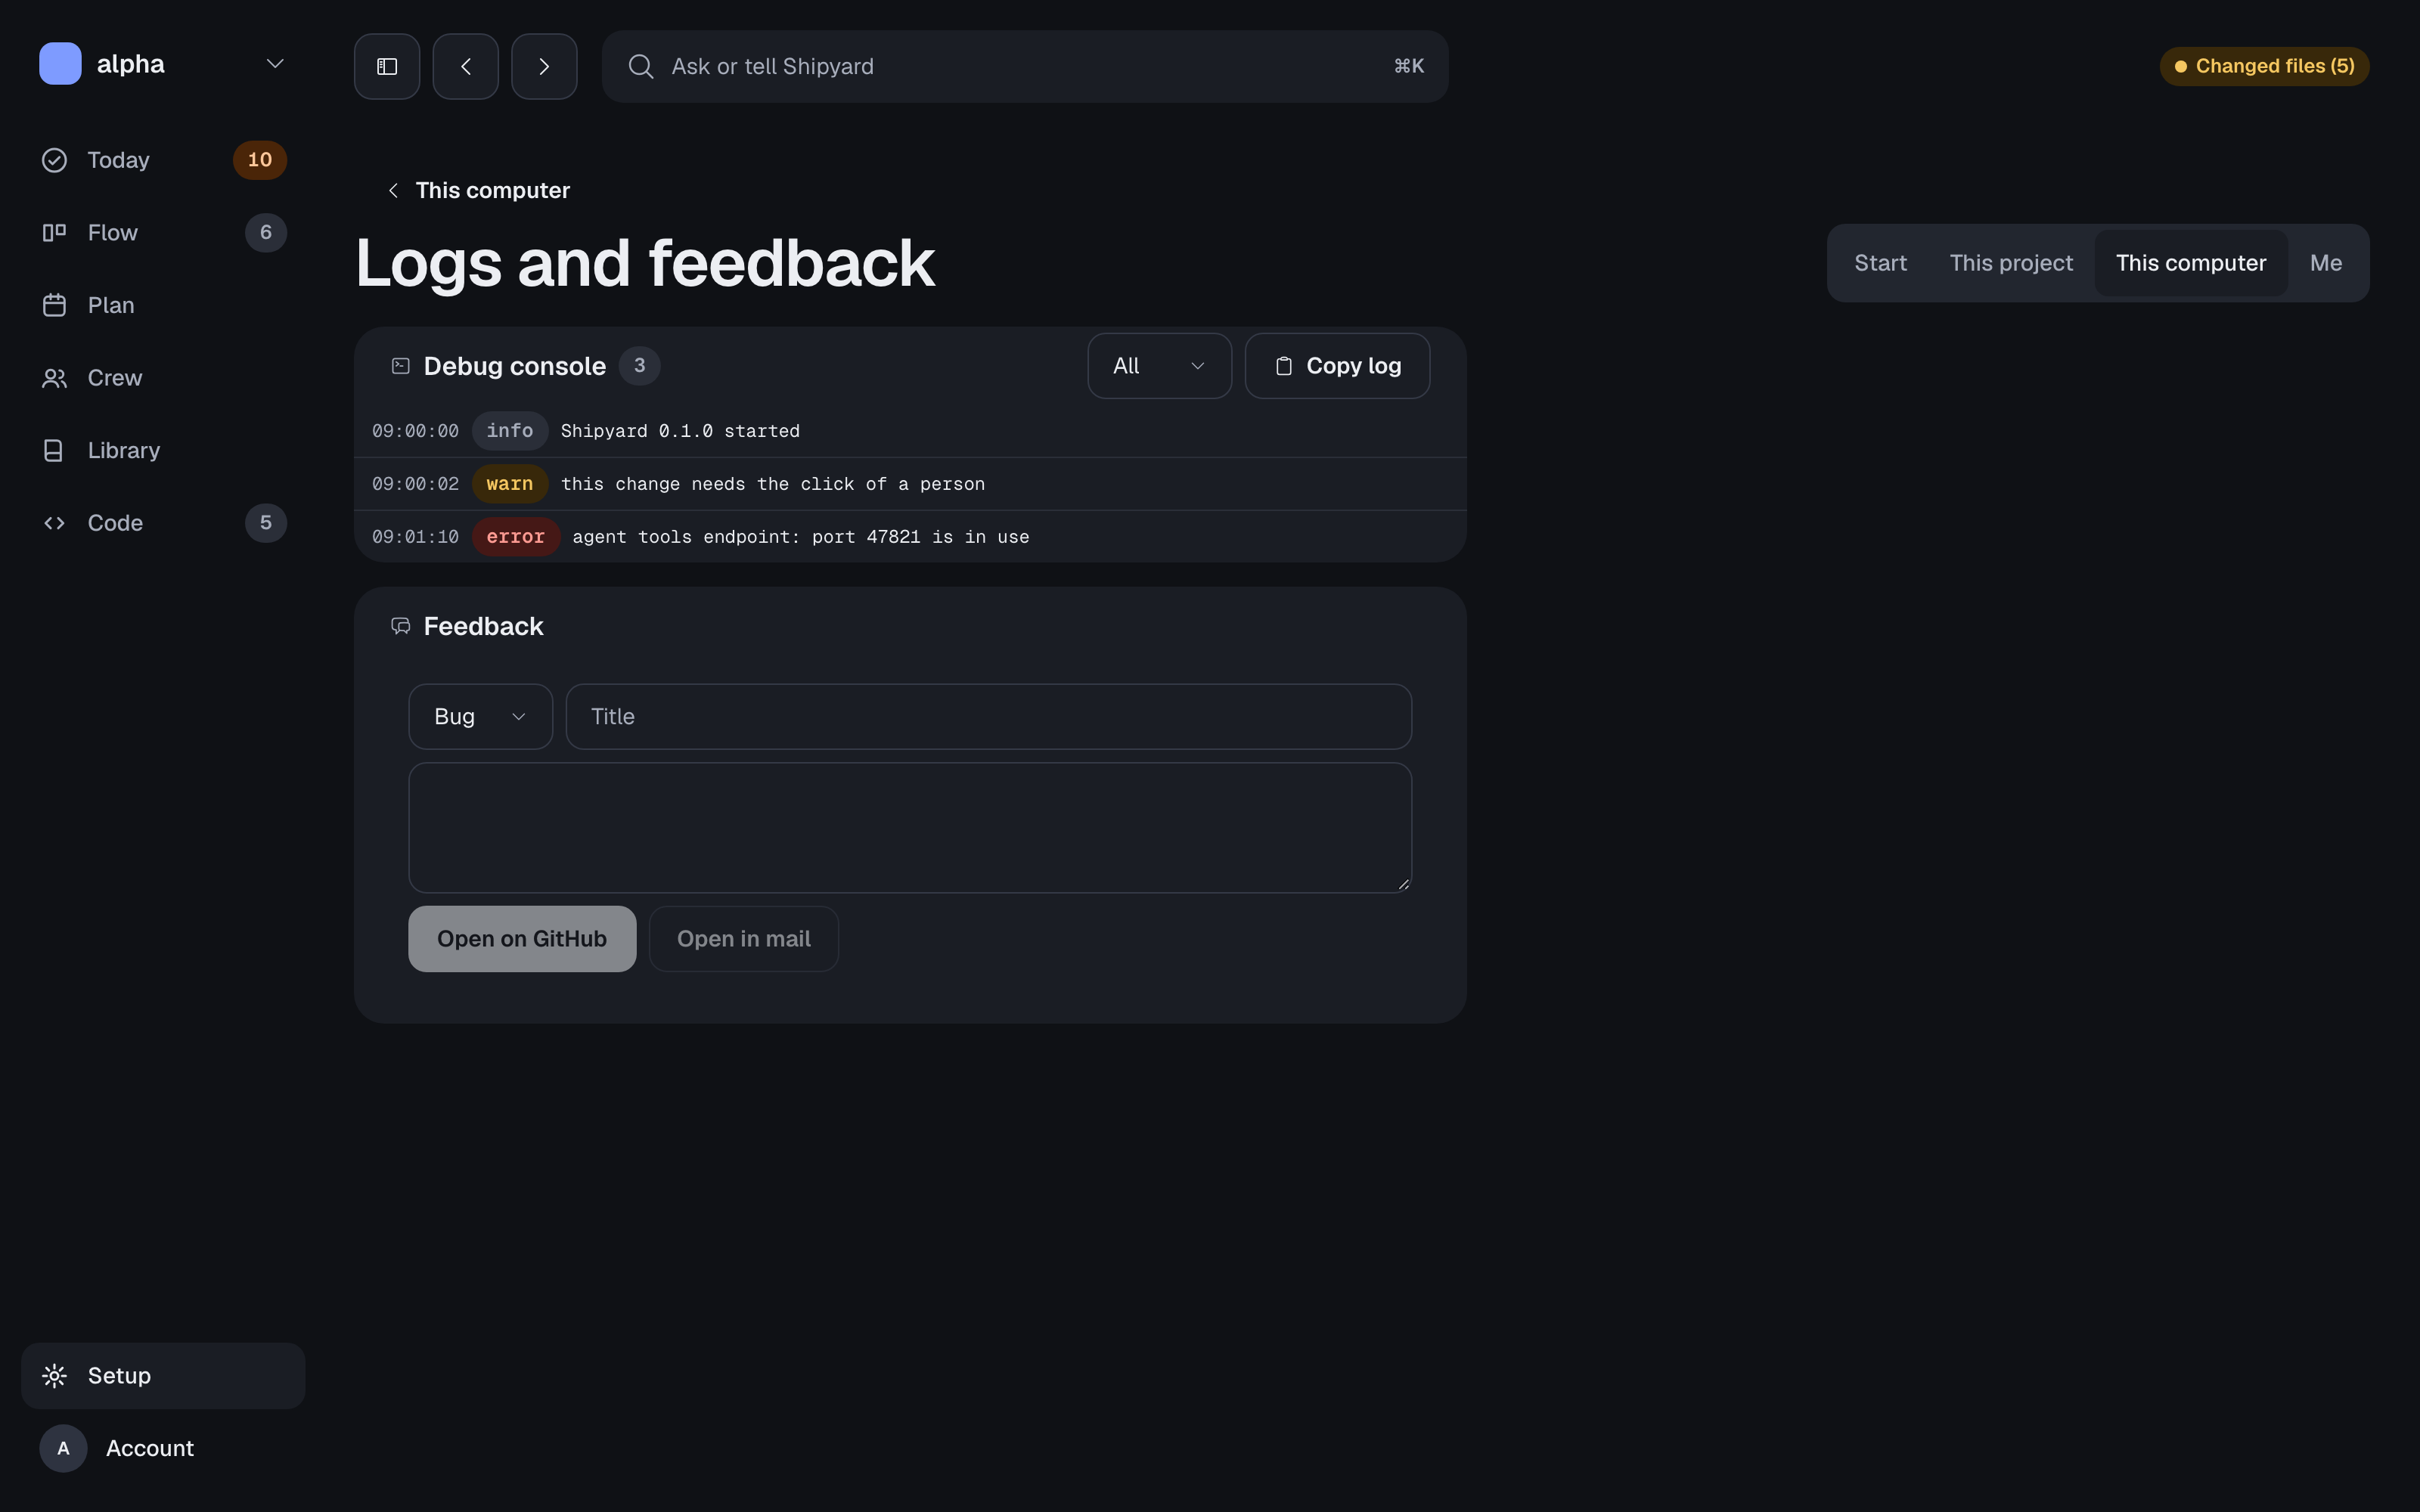 alpha
Ask or tell Shipyard ⌘K
Changed files (5)
Today 10
Flow 6
Plan
Crew
Library
Code 5
Setup
A Account
This computer
Logs and feedback
Start This project This computer Me
Debug console 3
All
Copy log
09:00:00 info Shipyard 0.1.0 started
09:00:02 warn this change needs the click of a person
09:01:10 error agent tools endpoint: port 47821 is in use
Feedback
Bug
Title
Open on GitHub
Open in mail